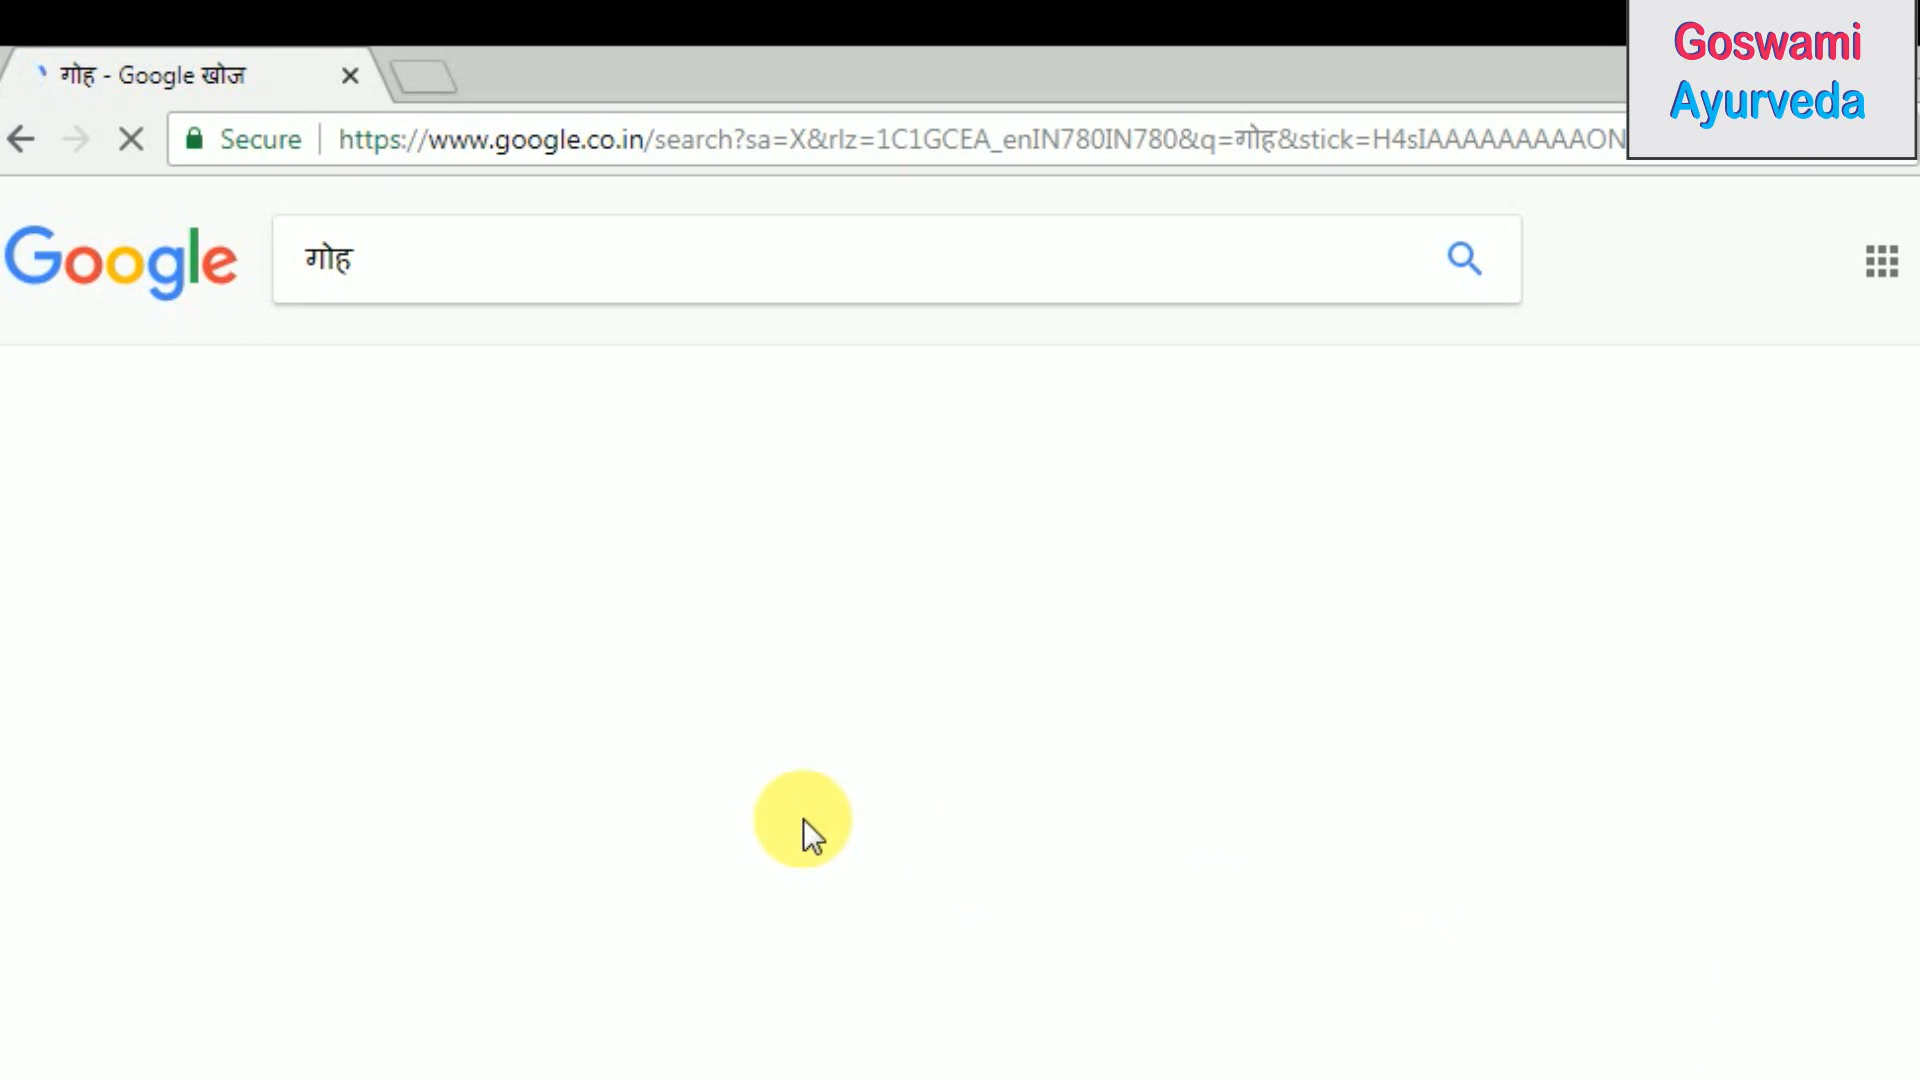 Goswami
Ayurveda
गोह - Google खोज
Secure https://www.google.co.in/search?sa=X&rlz=1C1GCEA_enIN780IN780&q=गोह&stick=H4sIAAAAAAAAAON
Google गोह